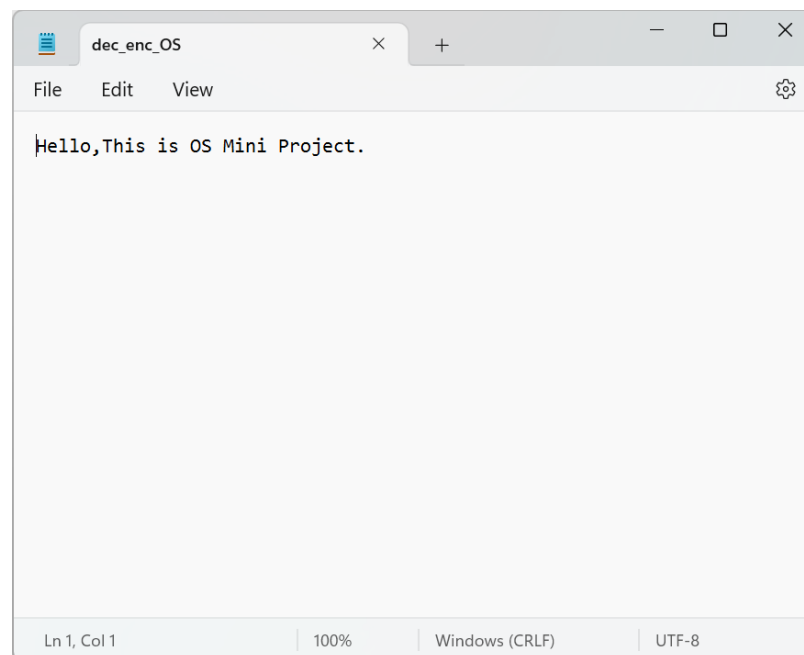 dec_enc_OS
File Edit View
Hello,This is OS Mini Project.
Ln 1, Col 1 100% Windows (CRLF) UTF-8